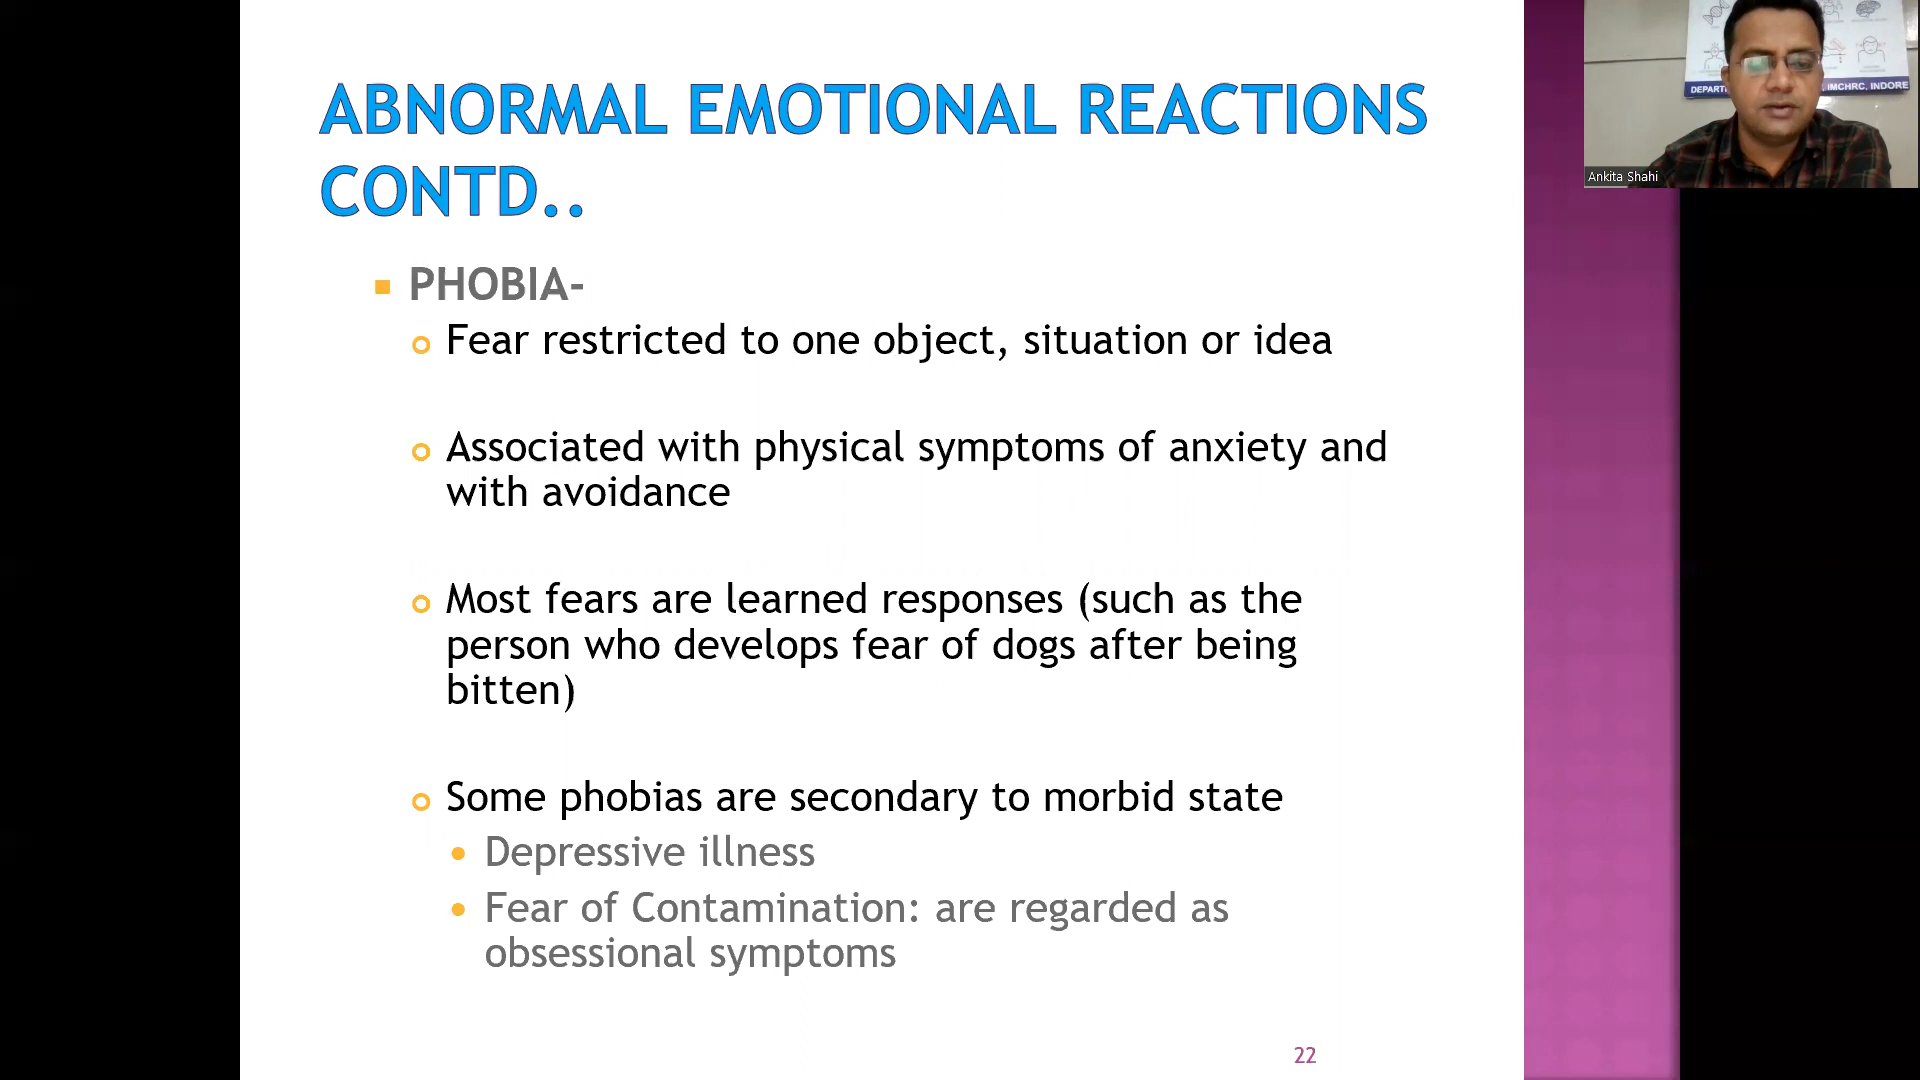 ABNORMAL EMOTIONAL REACTIONS
CONTD..
PHOBIA-
Fear restricted to one object, situation or idea
Associated with physical symptoms of anxiety and
with avoidance
Most fears are learned responses (such as the
person who develops fear of dogs after being
bitten)
Some phobias are secondary to morbid state
Depressive illness
Fear of Contamination: are regarded as
obsessional symptoms
22
DEPART
, IMCHRC, INDORE
Ankita Shahi